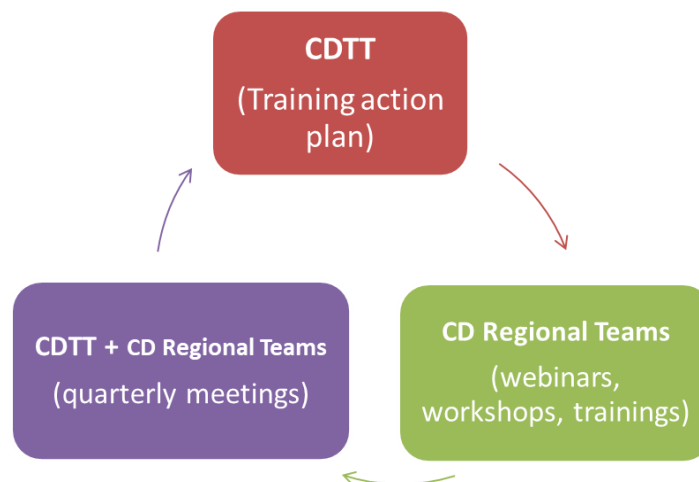 CDTT
(Training action
plan)
CD Regional Teams
(webinars,
workshops, trainings)
CDTT + CD Regional Teams
(quarterly meetings)